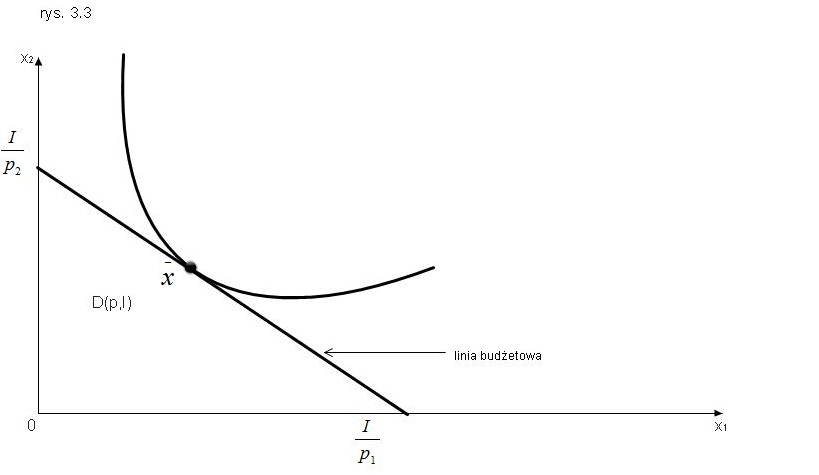 rys. 3.3
x₂
I/p₂
x̄
D(p,I)
linia budżetowa
0
I/p₁
x₁